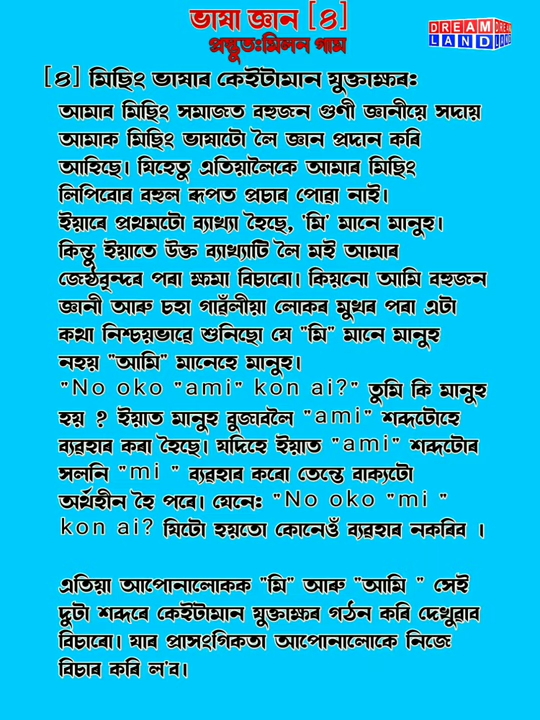 ভাষা জ্ঞান [৪]
প্ৰস্তুতঃমিলন গাম
DREAM
LAND
[৪] মিছিং ভাষাৰ কেইটামান যুক্তাক্ষৰঃ
আমাৰ মিছিং সমাজত বহুজন গুণী জ্ঞানীয়ে সদায়
আমাক মিছিং ভাষাটো লৈ জ্ঞান প্ৰদান কৰি
আহিছে। যিহেতু এতিয়ালৈকে আমাৰ মিছিং
লিপিবোৰ বহুল ৰূপত প্ৰচাৰ পোৱা নাই।
ইয়াৰে প্ৰথমটো ব্যাখ্যা হৈছে, 'মি' মানে মানুহ।
কিন্তু ইয়াতে উক্ত ব্যাখ্যাটি লৈ মই আমাৰ
জেষ্ঠবৃন্দৰ পৰা ক্ষমা বিচাৰো। কিয়নো আমি বহুজন
জ্ঞানী আৰু চহা গাৱঁলীয়া লোকৰ মুখৰ পৰা এটা
কথা নিশ্চয়ভাৱে শুনিছো যে "মি" মানে মানুহ
নহয় "আমি" মানেহে মানুহ।
"No oko "ami" kon ai?" তুমি কি মানুহ
হয় ? ইয়াত মানুহ বুজাবলৈ "ami" শব্দটোহে
ব্যৱহাৰ কৰা হৈছে। যদিহে ইয়াত "ami" শব্দটোৰ
সলনি "mi " ব্যৱহাৰ কৰো তেন্তে বাক্যটো
অৰ্থহীন হৈ পৰে। যেনেঃ "No oko "mi "
kon ai? যিটো হয়তো কোনেওঁ ব্যৱহাৰ নকৰিব ।
এতিয়া আপোনালোকক "মি" আৰু "আমি " সেই
দুটা শব্দৰে কেইটামান যুক্তাক্ষৰ গঠন কৰি দেখুৱাব
বিচাৰো। যাৰ প্ৰাসংগিকতা আপোনালোকে নিজে
বিচাৰ কৰি ল'ব।